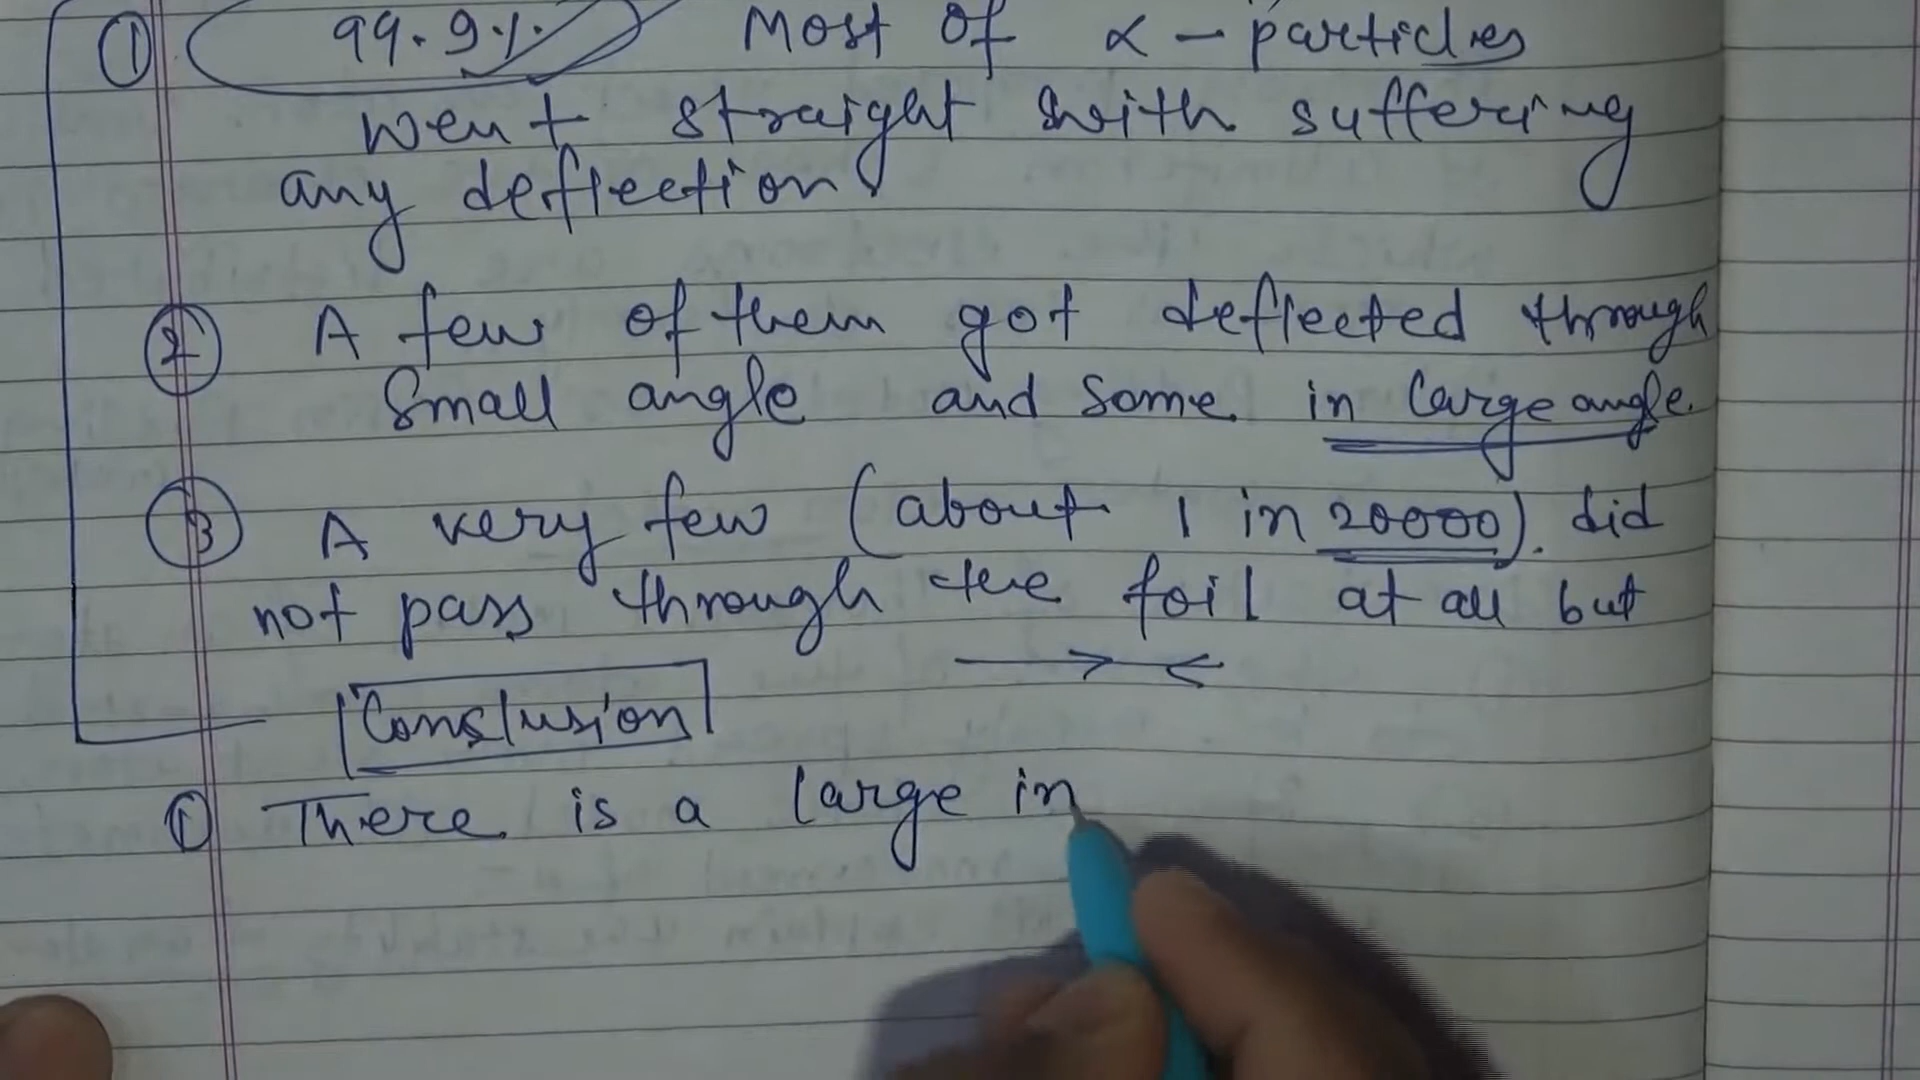 ① 99.9% Most of α - particles
went straight with suffering
any deflection
② A few of them got deflected through
Small angle and some in large angle.
③ A very few (about 1 in 20000). did
not pass through the foil at all but
Conslusion
① There is a large in